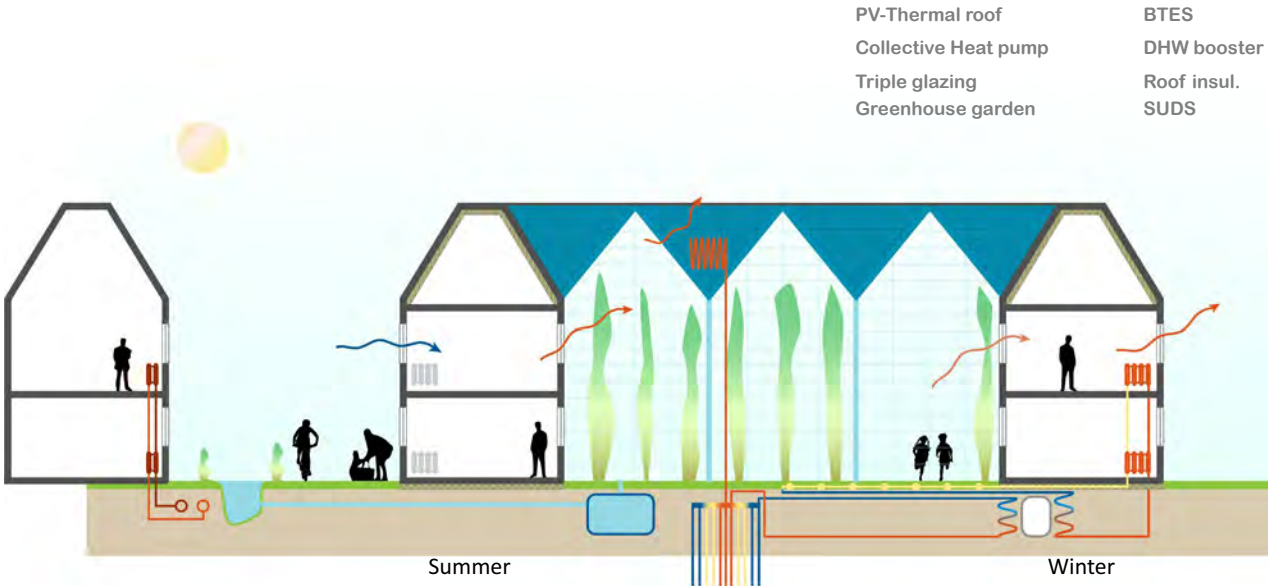 PV-Thermal roof BTES
Collective Heat pump DHW booster
Triple glazing Roof insul.
Greenhouse garden SUDS
Summer Winter